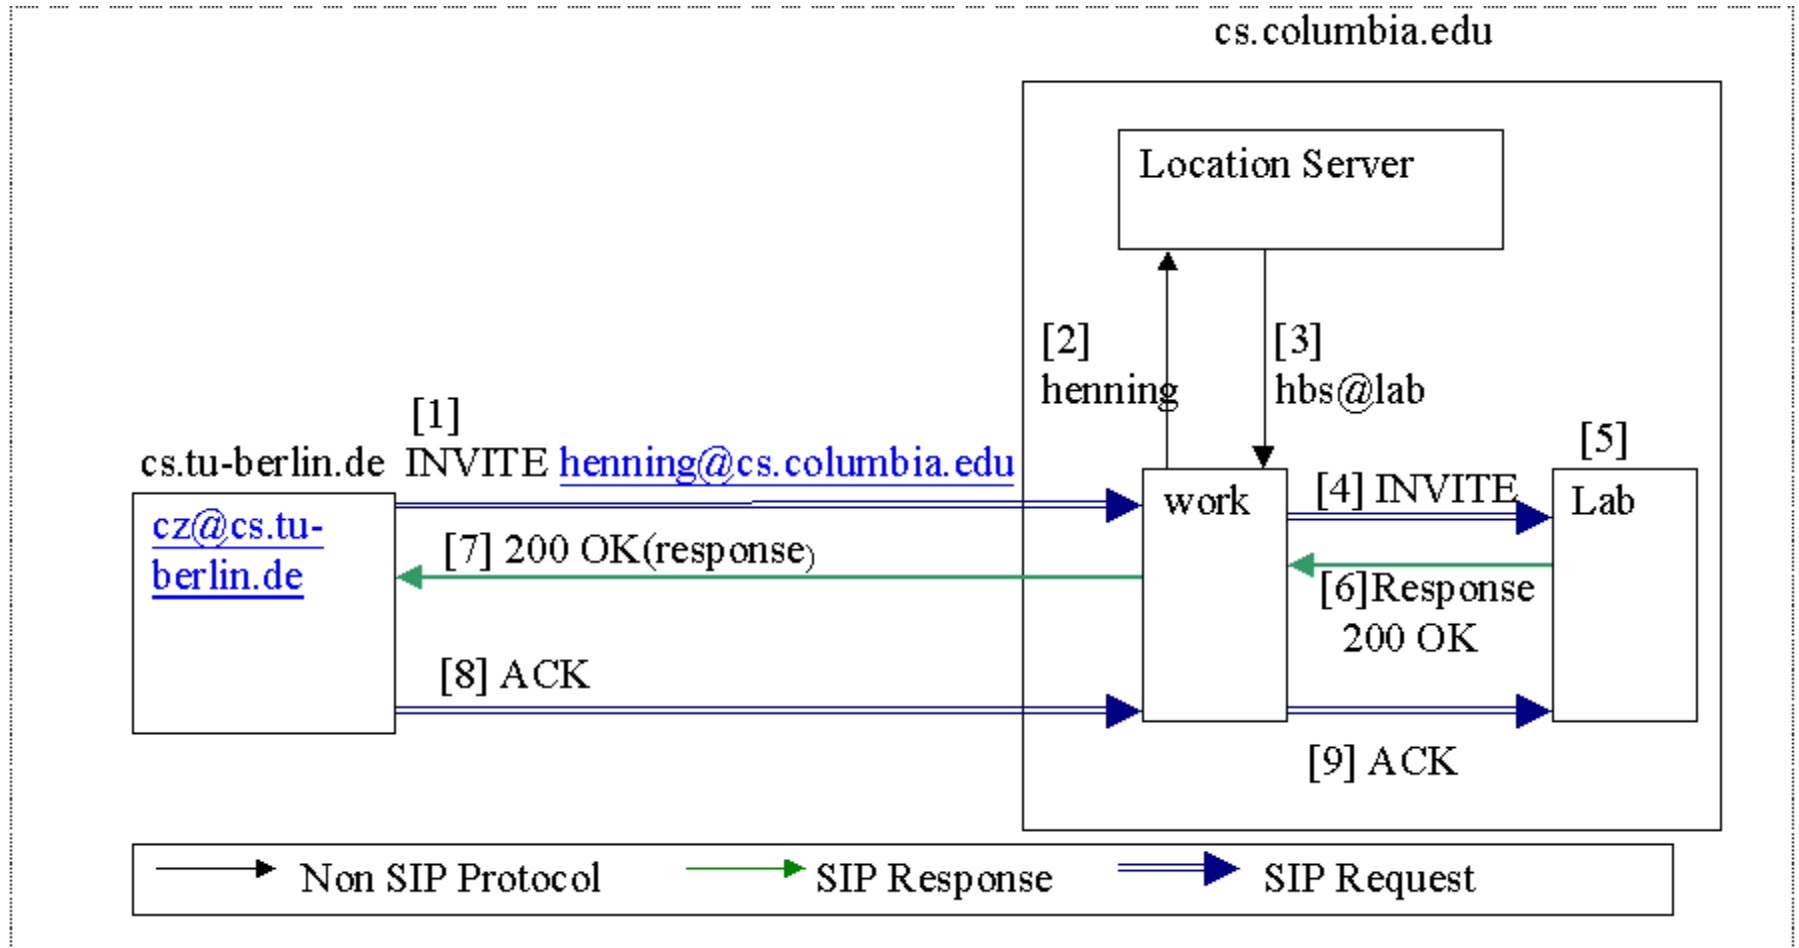 cs.columbia.edu
Location Server
[2]
henning
[3]
hbs@lab
[1]
cs.tu-berlin.de INVITE henning@cs.columbia.edu
cz@cs.tu-
berlin.de
[7] 200 OK(response)
[8] ACK
work
[4] INVITE
[5]
Lab
[6]Response
200 OK
[9] ACK
Non SIP Protocol
SIP Response
SIP Request